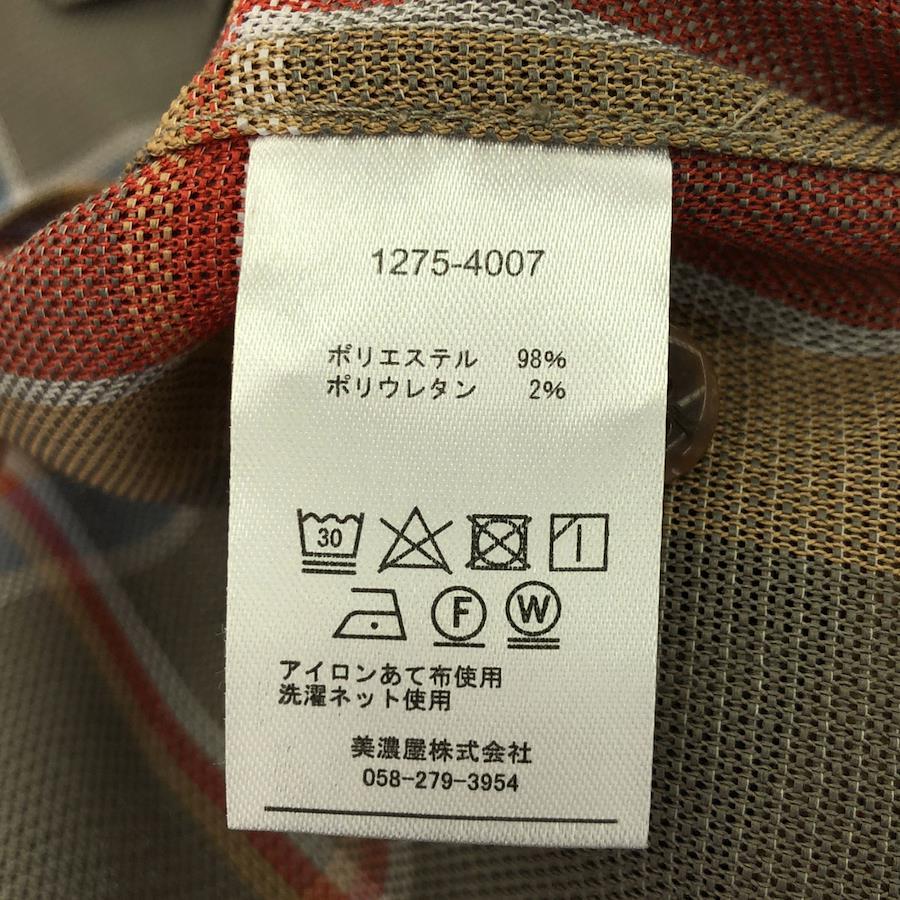 1275-4007
ポリエステル 98%
ポリウレタン 2%
30
F W
アイロンあて布使用
洗濯ネット使用
美濃屋株式会社
058-279-3954